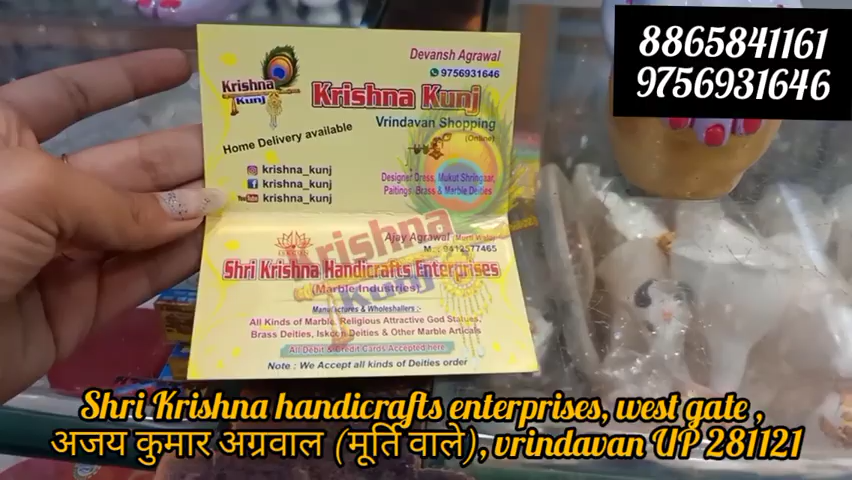 8865841161
9756931646
Devansh Agrawal
9756931646
Krishna
Kunj
Krishna Kunj
Vrindavan Shopping
(Online)
Home Delivery available
krishna_kunj
krishna_kunj
You Tube krishna_kunj
Designer Dress, Mukut Shringaar,
Paitings, Brass & Marble Deities
Krishna
Kunj
Ajay Agrawal
M.: 9412577465
Shri Krishna Handicrafts Enterprises
(Marble Industries)
Manufactures & Wholeshallers :-
All Kinds of Marble, Religious Attractive God Statues,
Brass Deities, Iskcon Deities & Other Marble Articals
All Debit & Credit Cards Accepted here
Note : We Accept all kinds of Deities order
Shri Krishna handicrafts enterprises, west gate ,
अजय कुमार अग्रवाल (मूर्ति वाले), vrindavan UP 281121